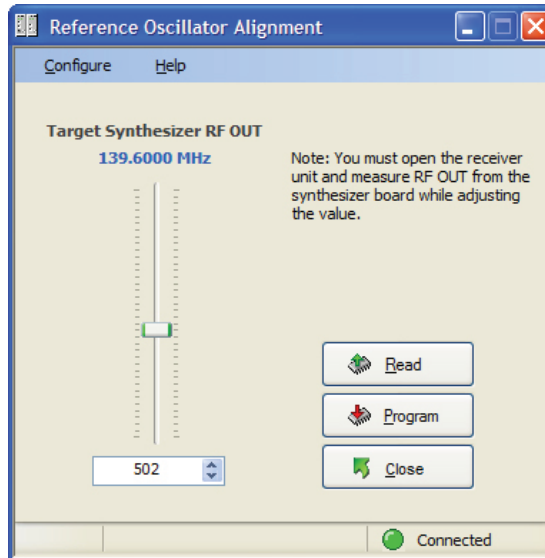 Reference Oscillator Alignment
Configure Help
Target Synthesizer RF OUT
139.6000 MHz
Note: You must open the receiver
unit and measure RF OUT from the
synthesizer board while adjusting
the value.
Read
Program
502
Close
Connected